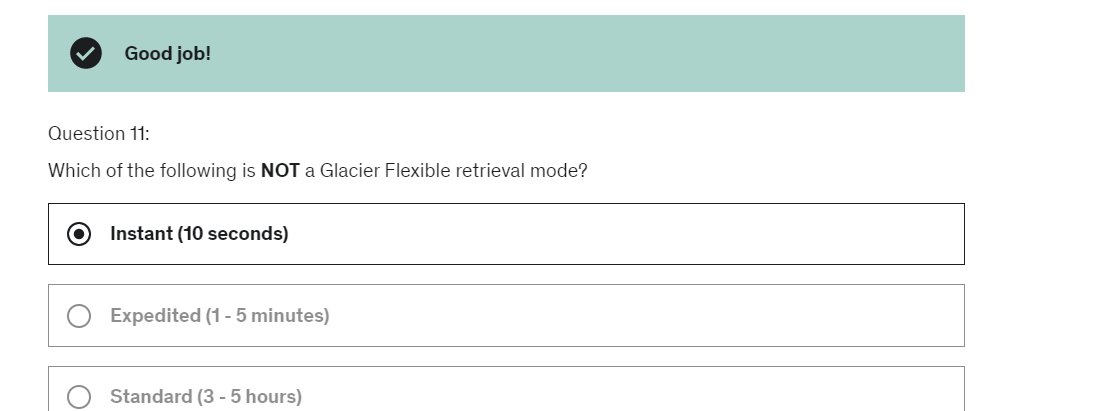 Good job!
Question 11:
Which of the following is NOT a Glacier Flexible retrieval mode?
Instant (10 seconds)
Expedited (1 - 5 minutes)
Standard (3 - 5 hours)